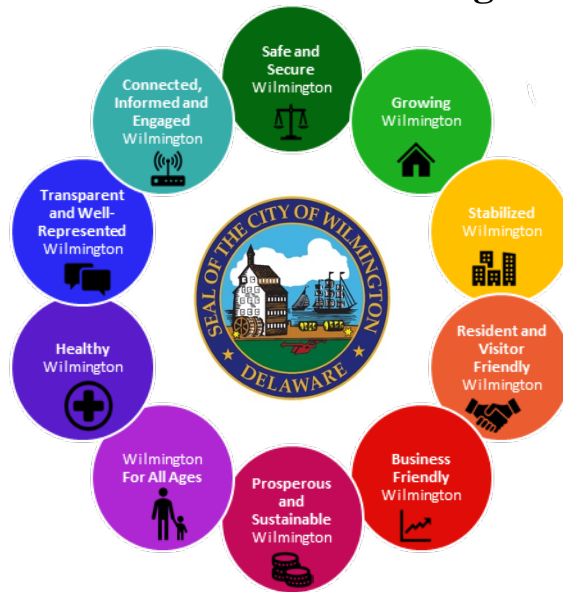 Safe and
Secure
Wilmington
Growing
Wilmington
Stabilized
Wilmington
Resident and
Visitor
Friendly
Wilmington
Business
Friendly
Wilmington
Prosperous
and
Sustainable
Wilmington
Wilmington
For All Ages
Healthy
Wilmington
Transparent
and Well-
Represented
Wilmington
Connected,
Informed and
Engaged
Wilmington
SEAL OF THE CITY OF WILMINGTON
DELAWARE